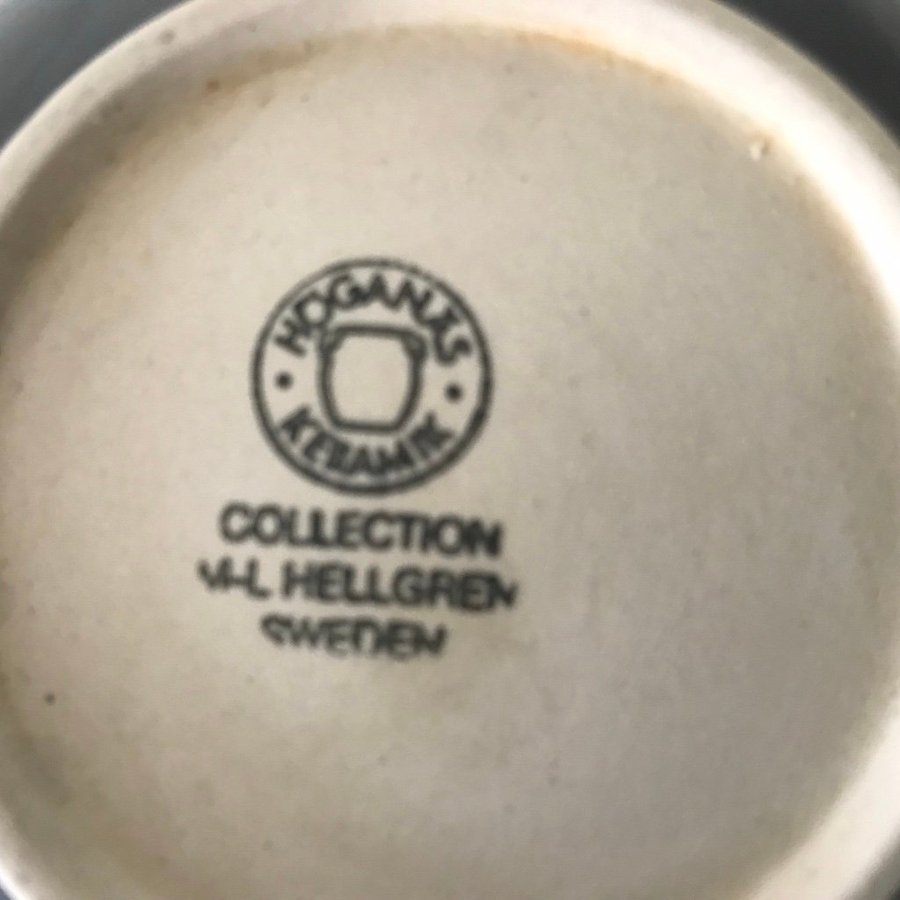 HÖGANÄS
KERAMIK
COLLECTION
M-L HELLGREN
SWEDEN